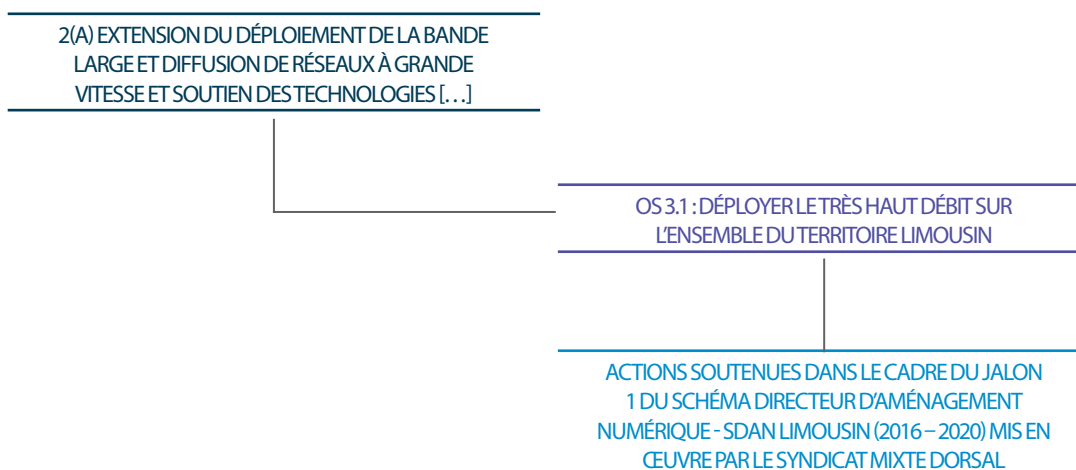 2(A) EXTENSION DU DÉPLOIEMENT DE LA BANDE
LARGE ET DIFFUSION DE RÉSEAUX À GRANDE
VITESSE ET SOUTIEN DES TECHNOLOGIES […]
OS 3.1 : DÉPLOYER LE TRÈS HAUT DÉBIT SUR
L'ENSEMBLE DU TERRITOIRE LIMOUSIN
ACTIONS SOUTENUES DANS LE CADRE DU JALON
1 DU SCHÉMA DIRECTEUR D'AMÉNAGEMENT
NUMÉRIQUE - SDAN LIMOUSIN (2016 – 2020) MIS EN
ŒUVRE PAR LE SYNDICAT MIXTE DORSAL